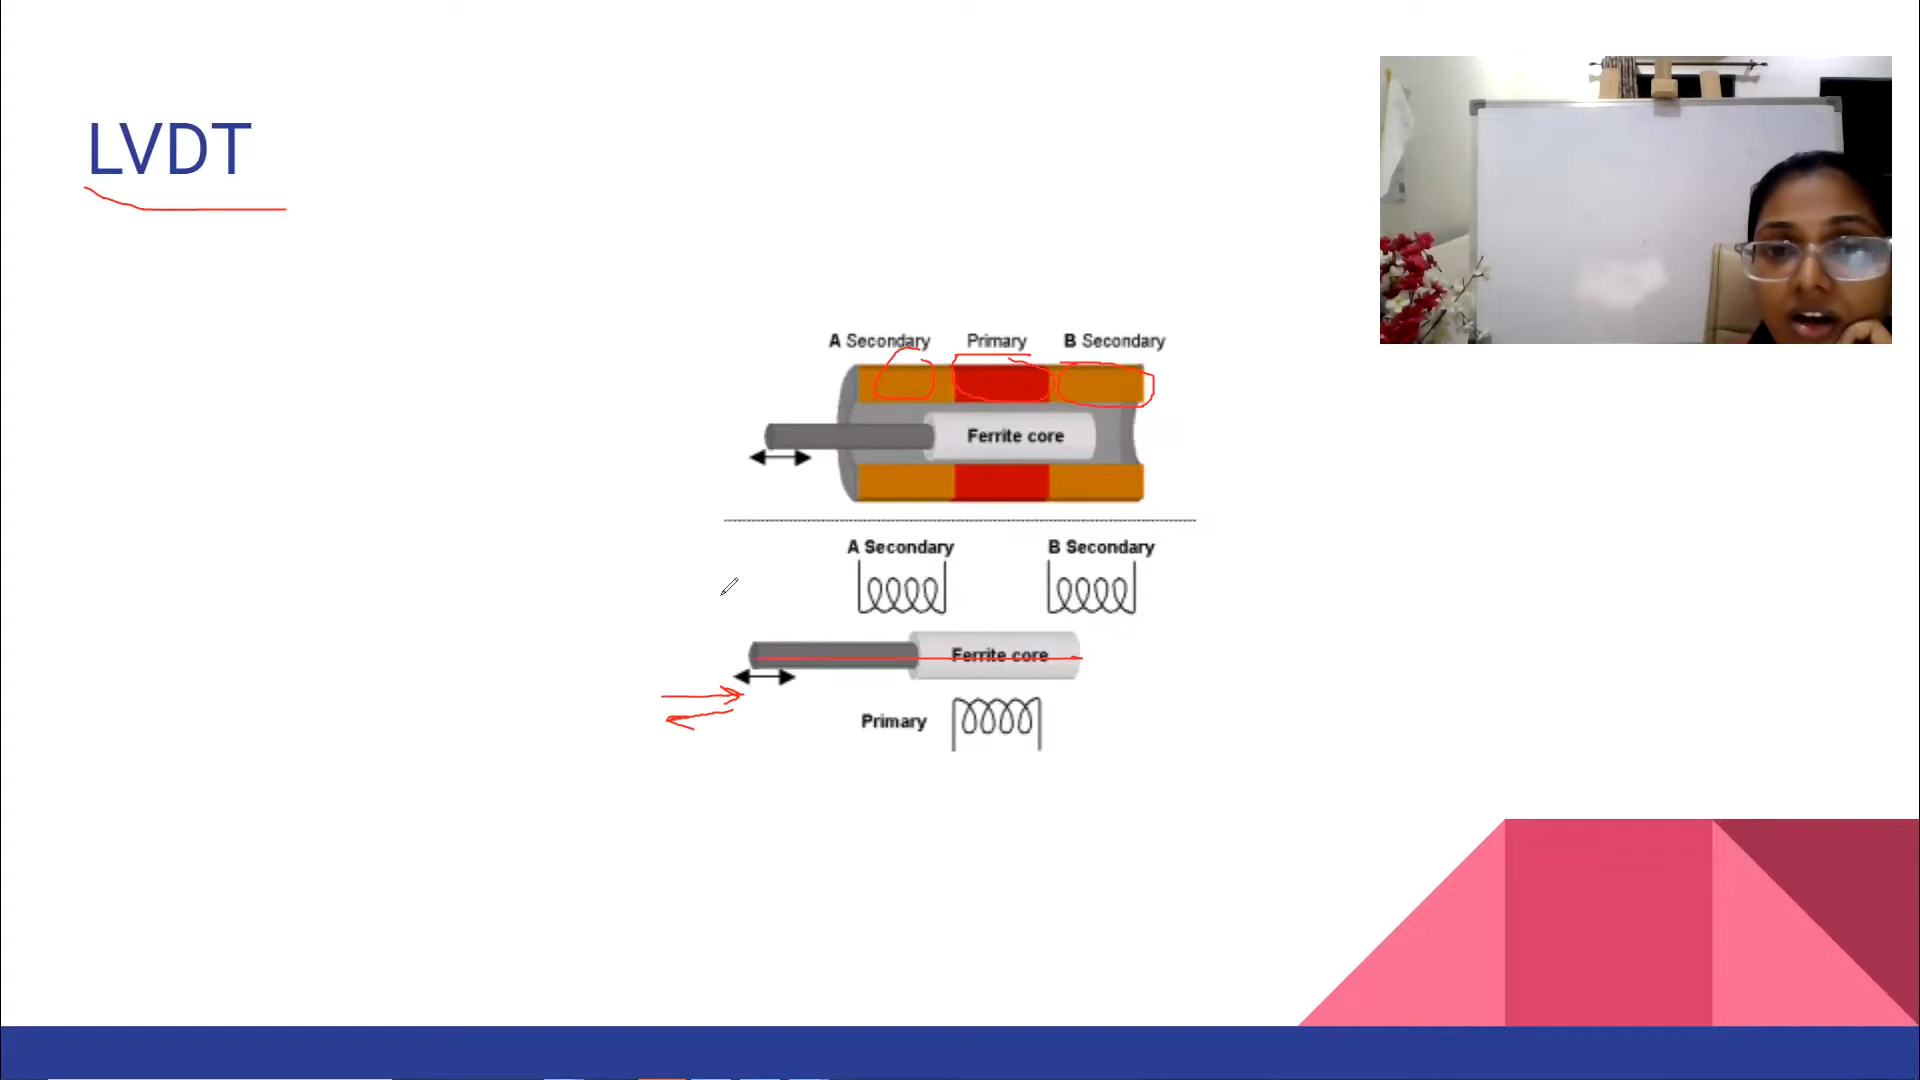 LVDT
A Secondary Primary B Secondary
Ferrite core
A Secondary B Secondary
Ferrite core
Primary